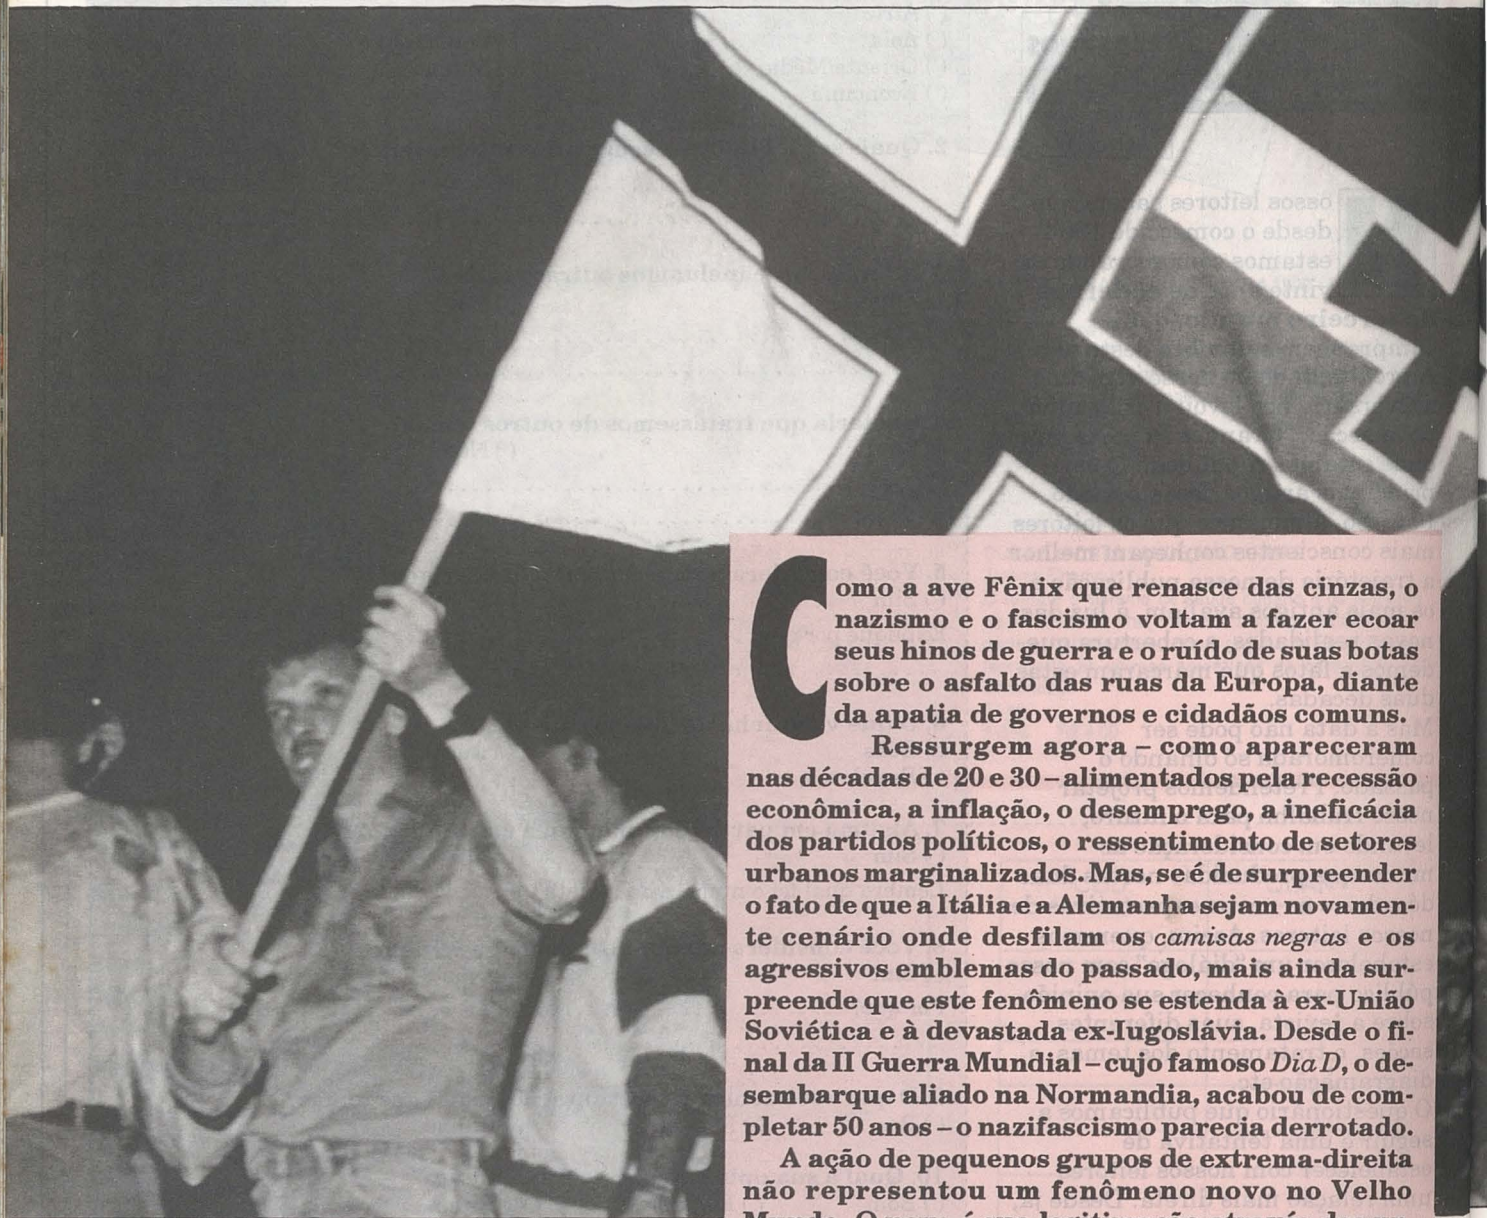 Como a ave Fênix que renasce das cinzas, o
nazismo e o fascismo voltam a fazer ecoar
seus hinos de guerra e o ruído de suas botas
sobre o asfalto das ruas da Europa, diante
da apatia de governos e cidadãos comuns.
Ressurgem agora – como apareceram
nas décadas de 20 e 30 – alimentados pela recessão
econômica, a inflação, o desemprego, a ineficácia
dos partidos políticos, o ressentimento de setores
urbanos marginalizados. Mas, se é de surpreender
o fato de que a Itália e a Alemanha sejam novamen-
te cenário onde desfilam os camisas negras e os
agressivos emblemas do passado, mais ainda sur-
preende que este fenômeno se estenda à ex-União
Soviética e à devastada ex-Iugoslávia. Desde o fi-
nal da II Guerra Mundial – cujo famoso Dia D, o de-
sembarque aliado na Normandia, acabou de com-
pletar 50 anos – o nazifascismo parecia derrotado.
A ação de pequenos grupos de extrema-direita
não representou um fenômeno novo no Velho